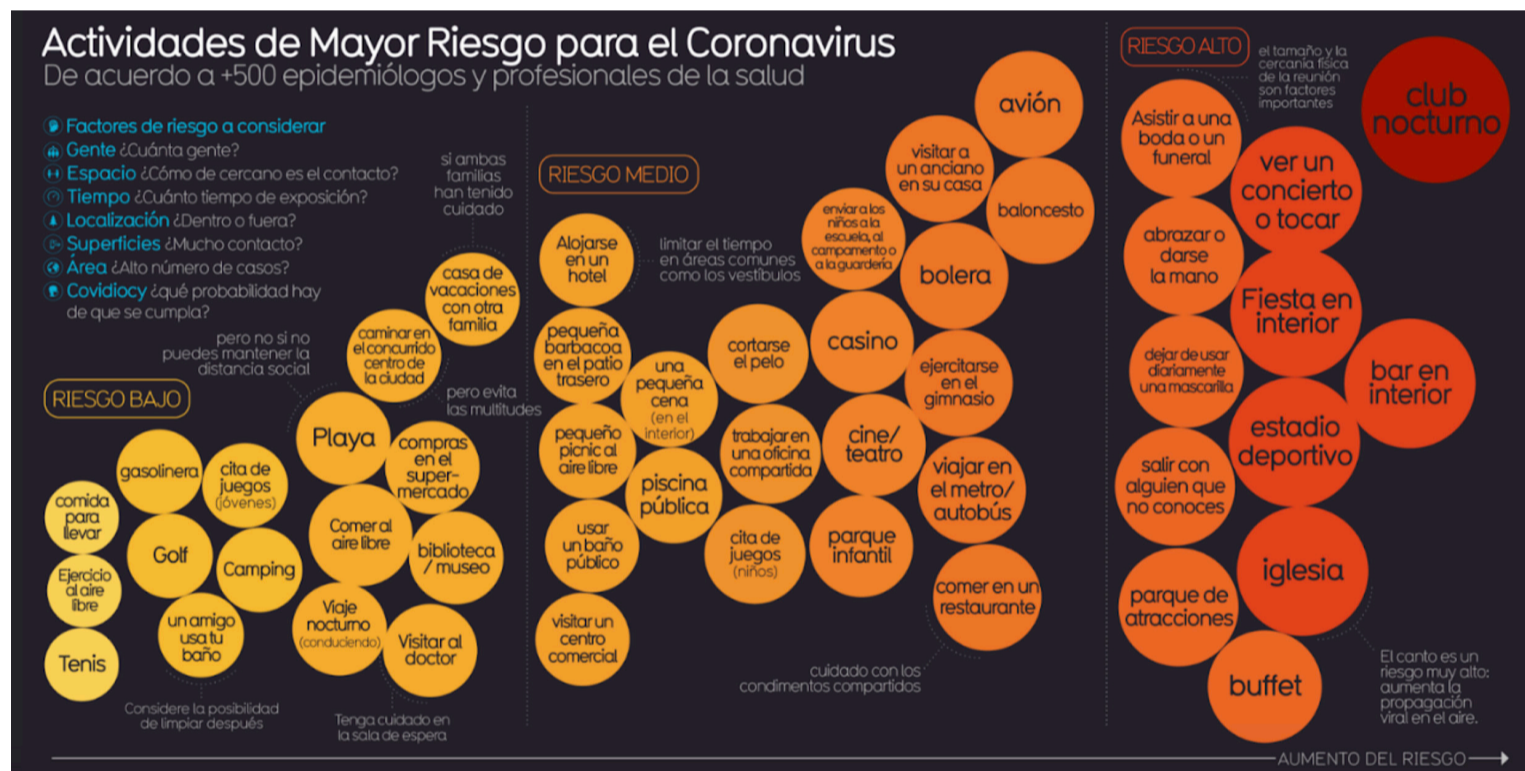 Actividades de Mayor Riesgo para el Coronavirus
De acuerdo a +500 epidemiólogos y profesionales de la salud
Factores de riesgo a considerar
Gente ¿Cuánta gente?
Espacio ¿Cómo de cercano es el contacto?
Tiempo ¿Cuánto tiempo de exposición?
Localización ¿Dentro o fuera?
Superficies ¿Mucho contacto?
Área ¿Alto número de casos?
Covidiocy ¿qué probabilidad hay
de que se cumpla?
RIESGO BAJO
comida
para
llevar
Ejercicio
al aire
libre
Tenis
gasolinera
Golf
un amigo
usa tu
baño
Considere la posibilidad
de limpiar después
cita de
juegos
(jóvenes)
Camping
pero no si no
puedes mantener la
distancia social
Playa
Comer al
aire libre
Viaje
nocturno
(conduciendo)
caminar en
el concurrido
centro de
la ciudad
pero evita
las multitudes
compras
en el
super-
mercado
biblioteca
/ museo
Visitar al
doctor
Tenga cuidado en
la sala de espera
si ambas
familias
han tenido
cuidado
casa de
vacaciones
con otra
familia
RIESGO MEDIO
Alojarse
en un
hotel
limitar el tiempo
en áreas comunes
como los vestíbulos
pequeña
barbacoa
en el patio
trasero
pequeño
picnic al
aire libre
usar
un baño
público
visitar un
centro
comercial
una
pequeña
cena
(en el
interior)
piscina
pública
cortarse
el pelo
trabajar en
una oficina
compartida
cita de
juegos
(niños)
enviar a los
niños a la
escuela, al
campamento o
a la guardería
casino
cine/
teatro
parque
infantil
visitar a
un anciano
en su casa
bolera
ejercitarse
en el
gimnasio
viajar en
el metro/
autobús
comer en un
restaurante
cuidado con los
condimentos compartidos
avión
baloncesto
RIESGO ALTO
el tamaño y la
cercanía física
de la reunión
son factores
importantes
Asistir a una
boda o un
funeral
abrazar o
darse
la mano
dejar de usar
diariamente
una mascarilla
salir con
alguien que
no conoces
parque de
atracciones
ver un
concierto
o tocar
Fiesta en
interior
estadio
deportivo
iglesia
buffet
El canto es un
riesgo muy alto:
aumenta la
propagación
viral en el aire.
bar en
interior
club
nocturno
AUMENTO DEL RIESGO